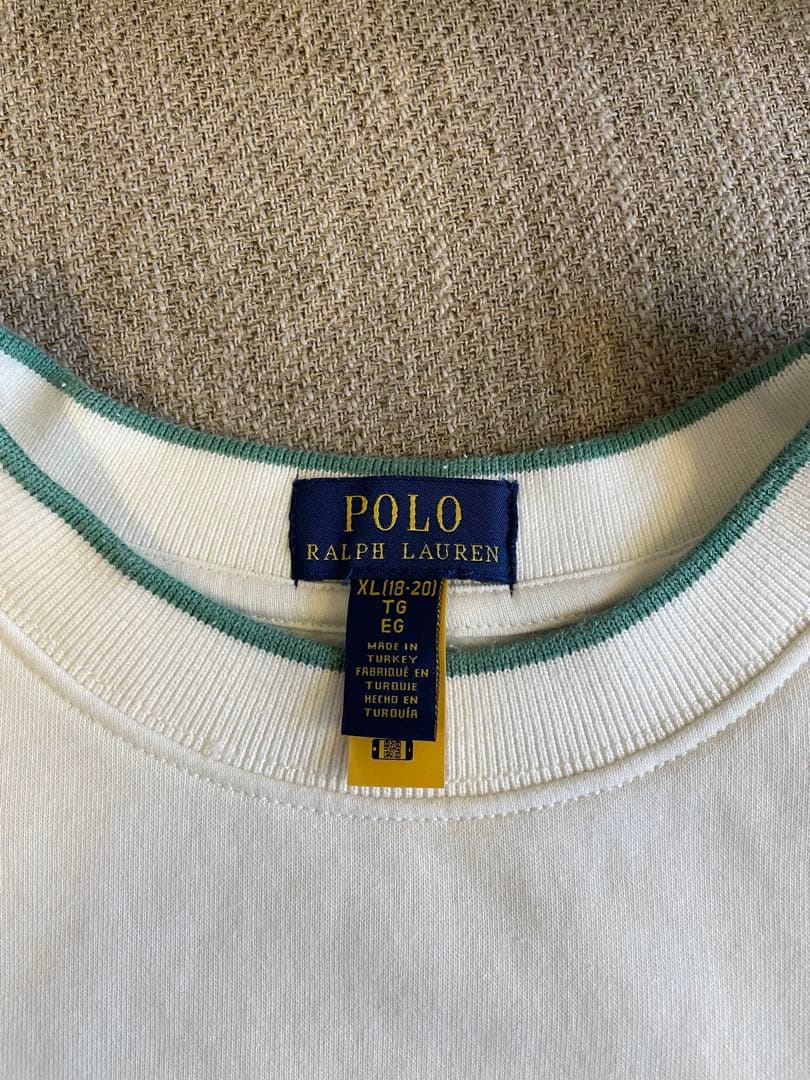 POLO
RALPH LAUREN
XL(18-20)
TG
EG
MADE IN
TURKEY
FABRIQUÉ EN
TURQUIE
HECHO EN
TURQUÍA